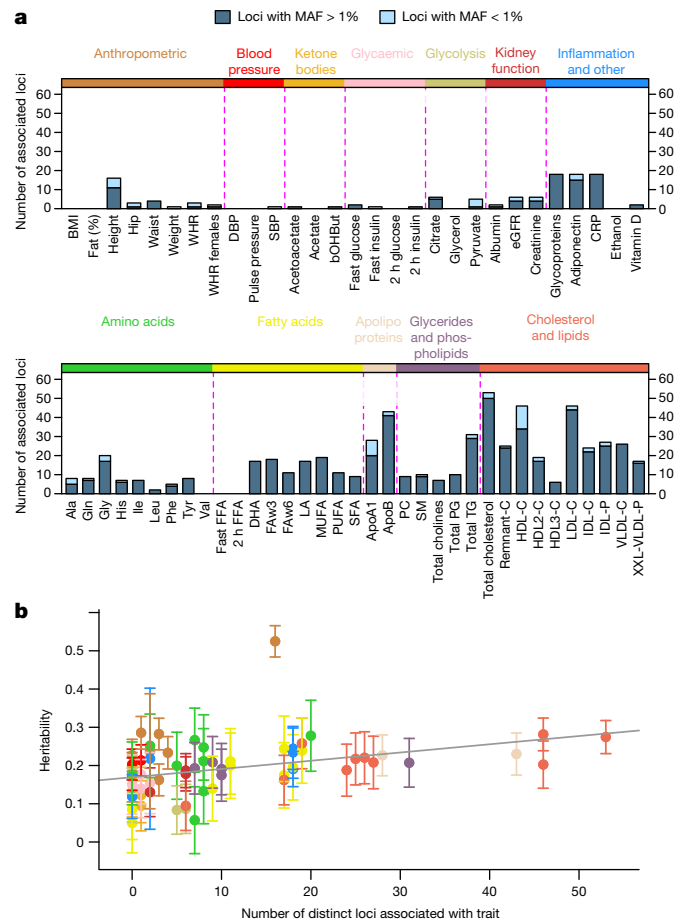 a
Loci with MAF > 1%
Loci with MAF < 1%
Anthropometric
Blood
pressure
Ketone
bodies
Glycaemic
Glycolysis
Kidney
function
Inflammation
and other
Number of associated loci
60
50
40
30
20
10
0
60
50
40
30
20
10
0
BMI
Fat (%)
Height
Hip
Waist
Weight
WHR
WHR females
DBP
Pulse pressure
SBP
Acetoacetate
Acetate
bOHBut
Fast glucose
Fast insulin
2 h glucose
2 h insulin
Citrate
Glycerol
Pyruvate
Albumin
eGFR
Creatinine
Glycoproteins
Adiponectin
CRP
Ethanol
Vitamin D
Amino acids
Fatty acids
Apolipo
proteins
Glycerides
and phos-
pholipids
Cholesterol
and lipids
Number of associated loci
60
50
40
30
20
10
0
60
50
40
30
20
10
0
Ala
Gln
Gly
His
Ile
Leu
Phe
Tyr
Val
Fast FFA
2 h FFA
DHA
FAw3
FAw6
LA
MUFA
PUFA
SFA
ApoA1
ApoB
PC
SM
Total cholines
Total PG
Total TG
Total cholesterol
Remnant-C
HDL-C
HDL2-C
HDL3-C
LDL-C
IDL-C
IDL-P
VLDL-C
XXL-VLDL-P
b
Heritability
0.5
0.4
0.3
0.2
0.1
0
0
10
20
30
40
50
Number of distinct loci associated with trait